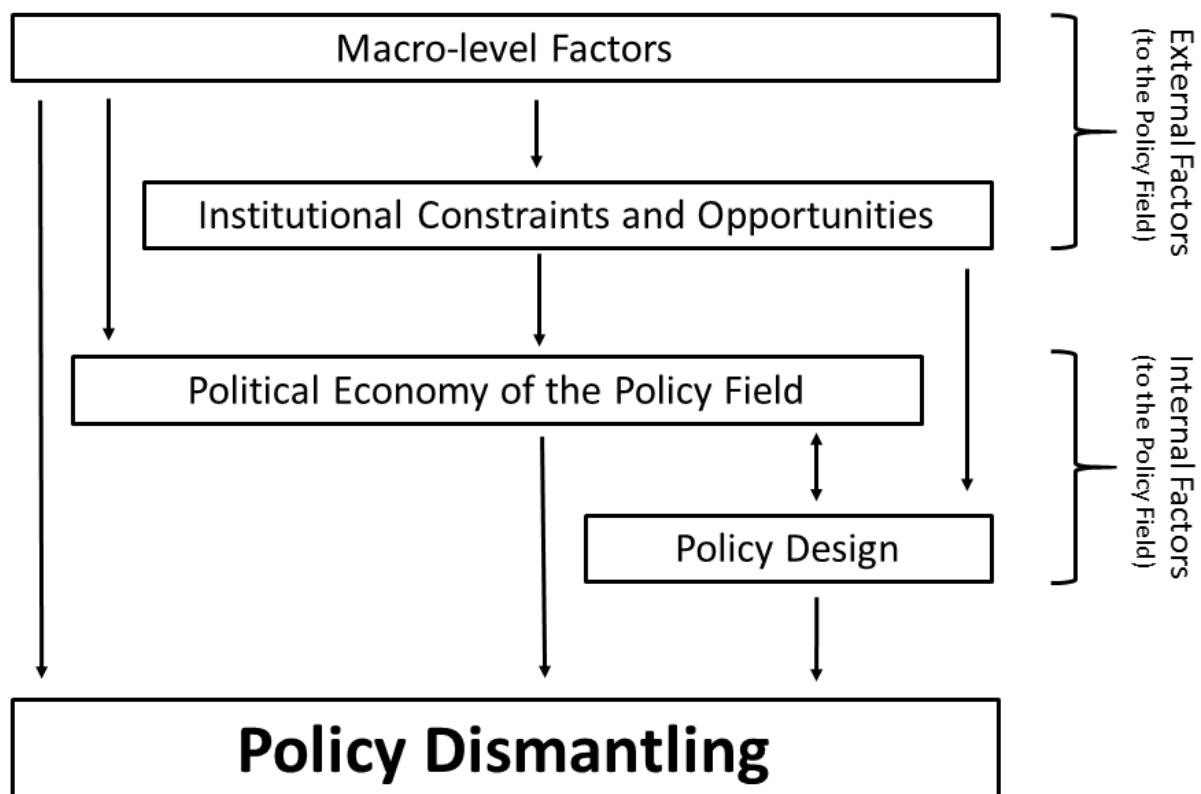 Macro-level Factors
External Factors
(to the Policy Field)
Institutional Constraints and Opportunities
Political Economy of the Policy Field
Internal Factors
(to the Policy Field)
Policy Design
Policy Dismantling